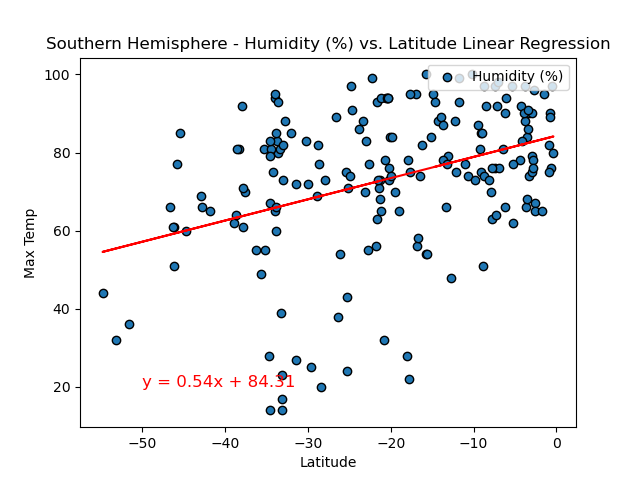 Southern Hemisphere - Humidity (%) vs. Latitude Linear Regression
Humidity (%)
100
80
60
40
20
Max Temp
y = 0.54x + 84.31
−50
−40
−30
−20
−10
0
Latitude